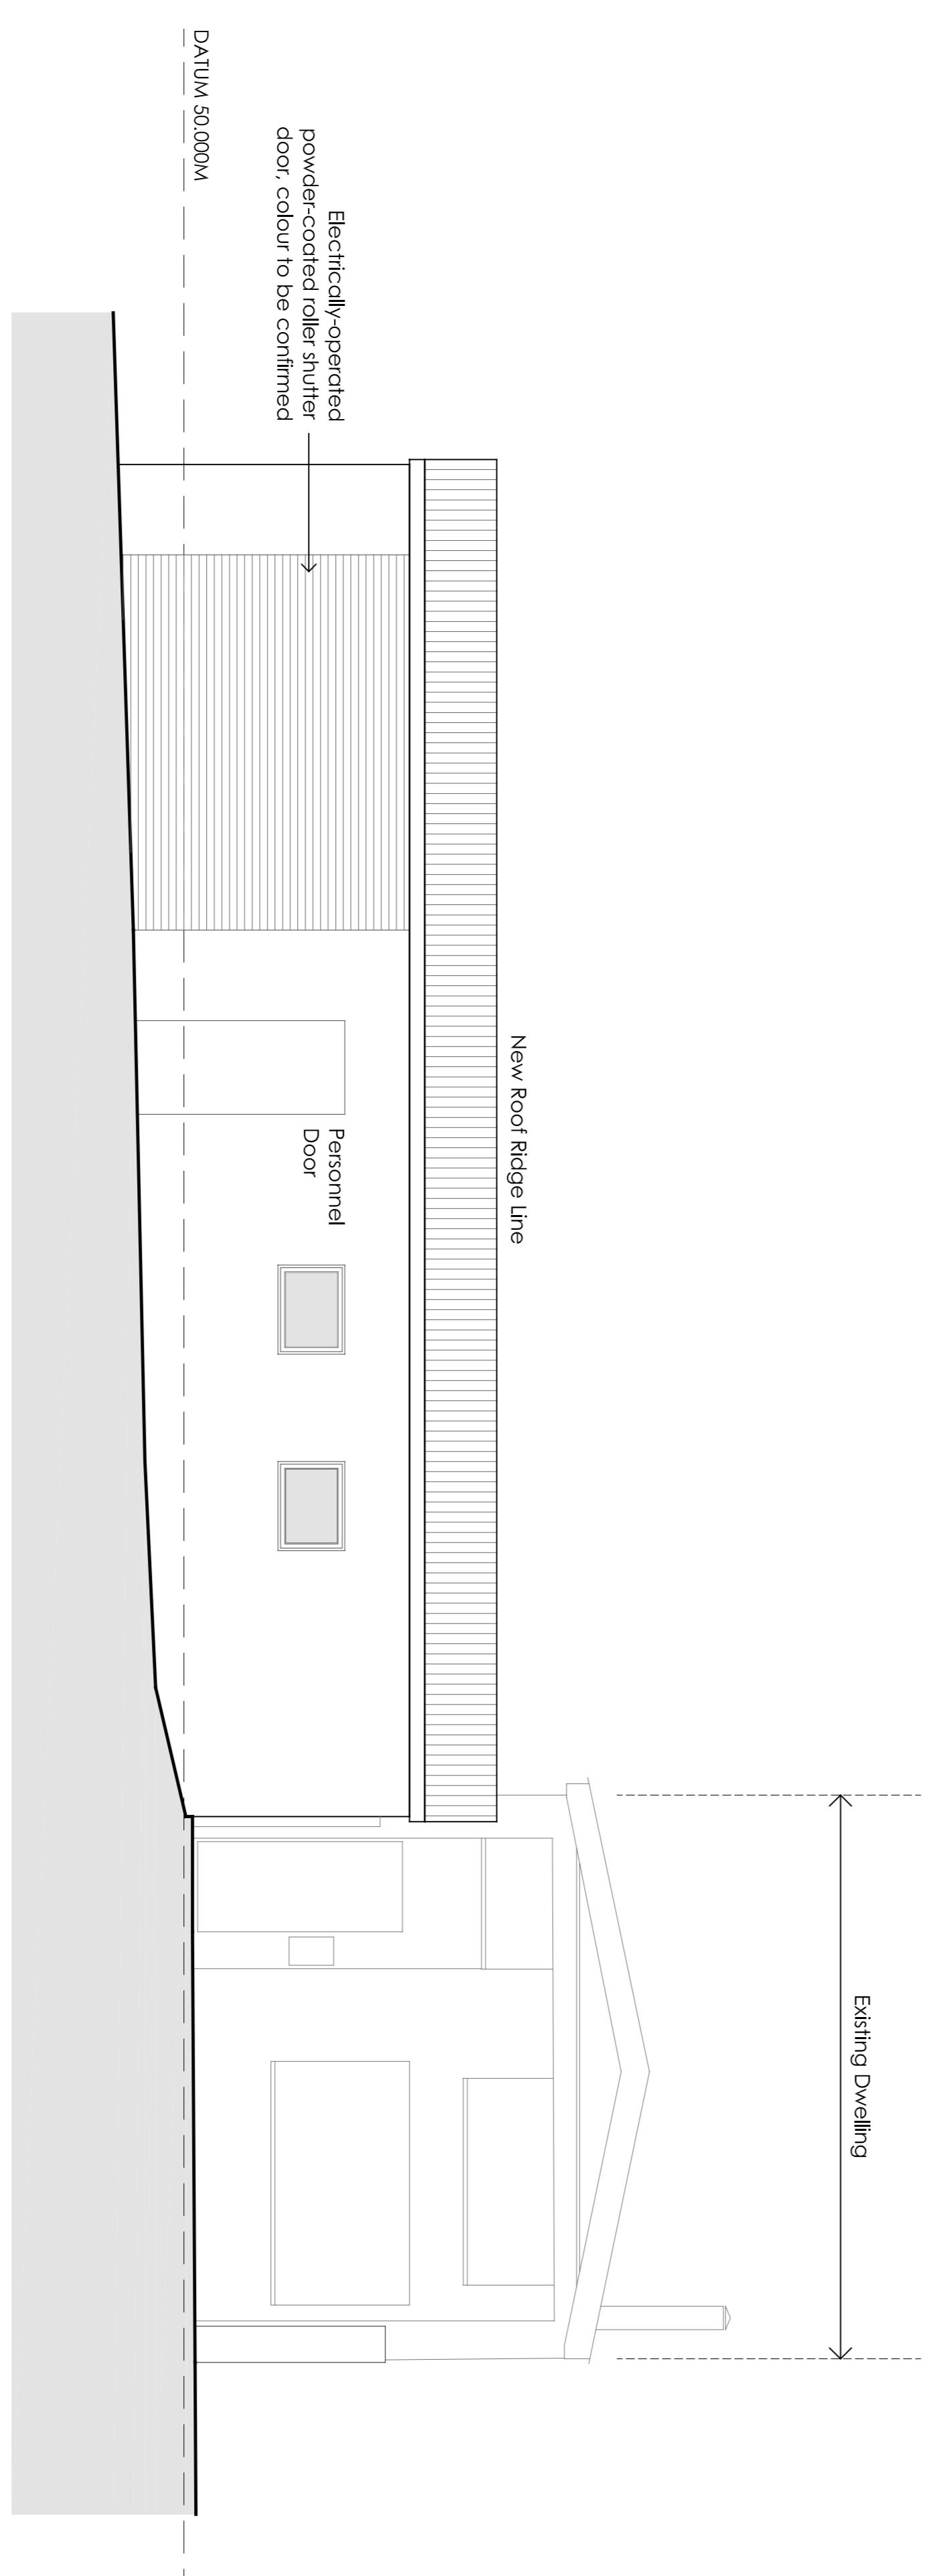 DATUM 50.000M
Electrically-operated
powder-coated roller shutter
door, colour to be confirmed
New Roof Ridge Line
Personnel
Door
Existing Dwelling